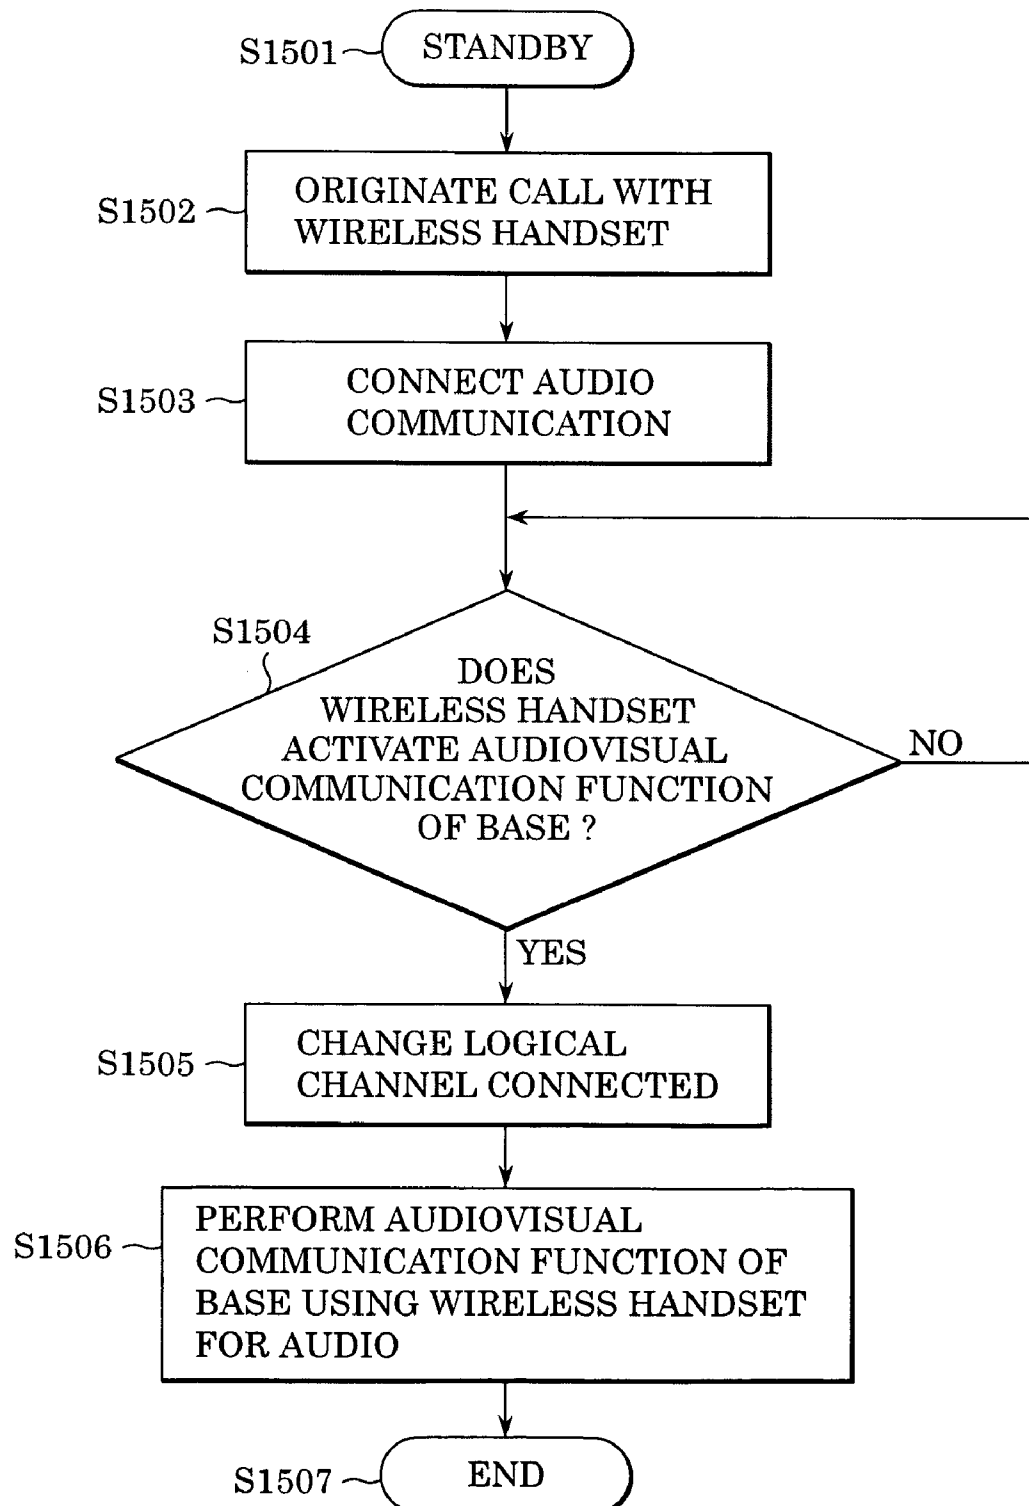 S1501
STANDBY
S1502
ORIGINATE CALL WITH
WIRELESS HANDSET
S1503
CONNECT AUDIO
COMMUNICATION
S1504
DOES
WIRELESS HANDSET
ACTIVATE AUDIOVISUAL
COMMUNICATION FUNCTION
OF BASE ?
NO
YES
S1505
CHANGE LOGICAL
CHANNEL CONNECTED
S1506
PERFORM AUDIOVISUAL
COMMUNICATION FUNCTION OF
BASE USING WIRELESS HANDSET
FOR AUDIO
S1507
END